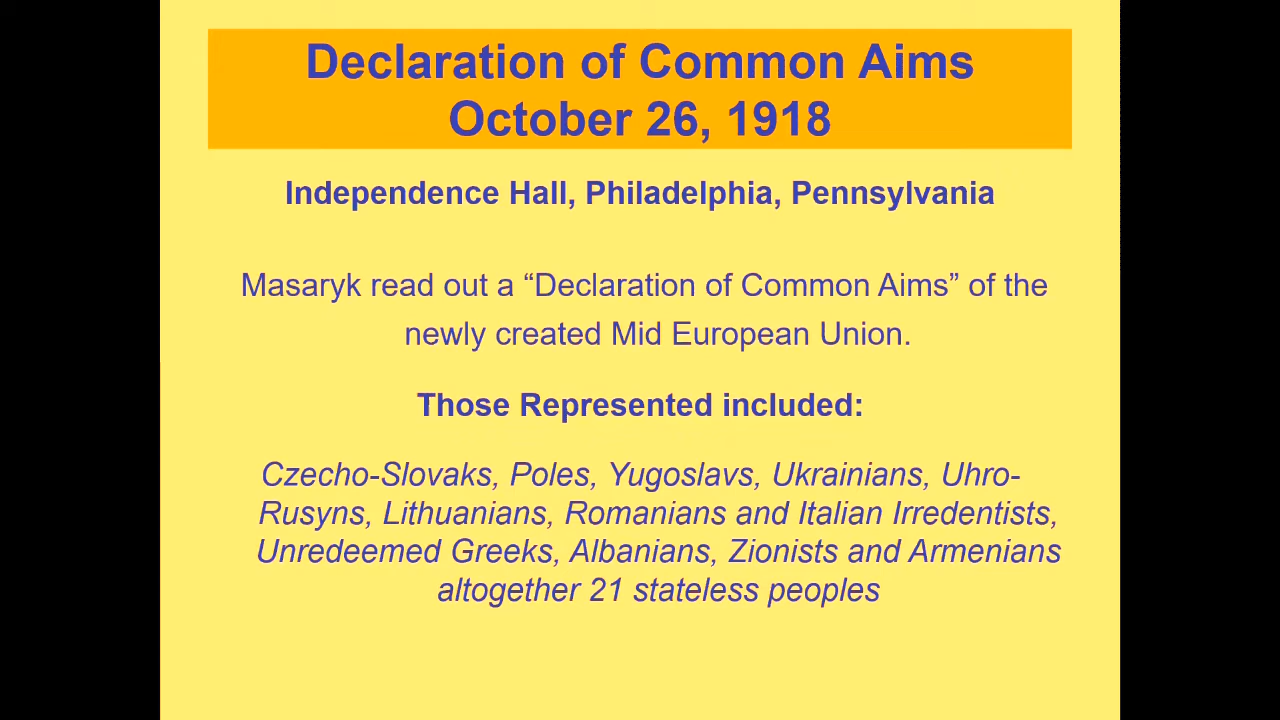 Declaration of Common Aims
October 26, 1918
Independence Hall, Philadelphia, Pennsylvania
Masaryk read out a “Declaration of Common Aims” of the
newly created Mid European Union.
Those Represented included:
Czecho-Slovaks, Poles, Yugoslavs, Ukrainians, Uhro-
Rusyns, Lithuanians, Romanians and Italian Irredentists,
Unredeemed Greeks, Albanians, Zionists and Armenians
altogether 21 stateless peoples